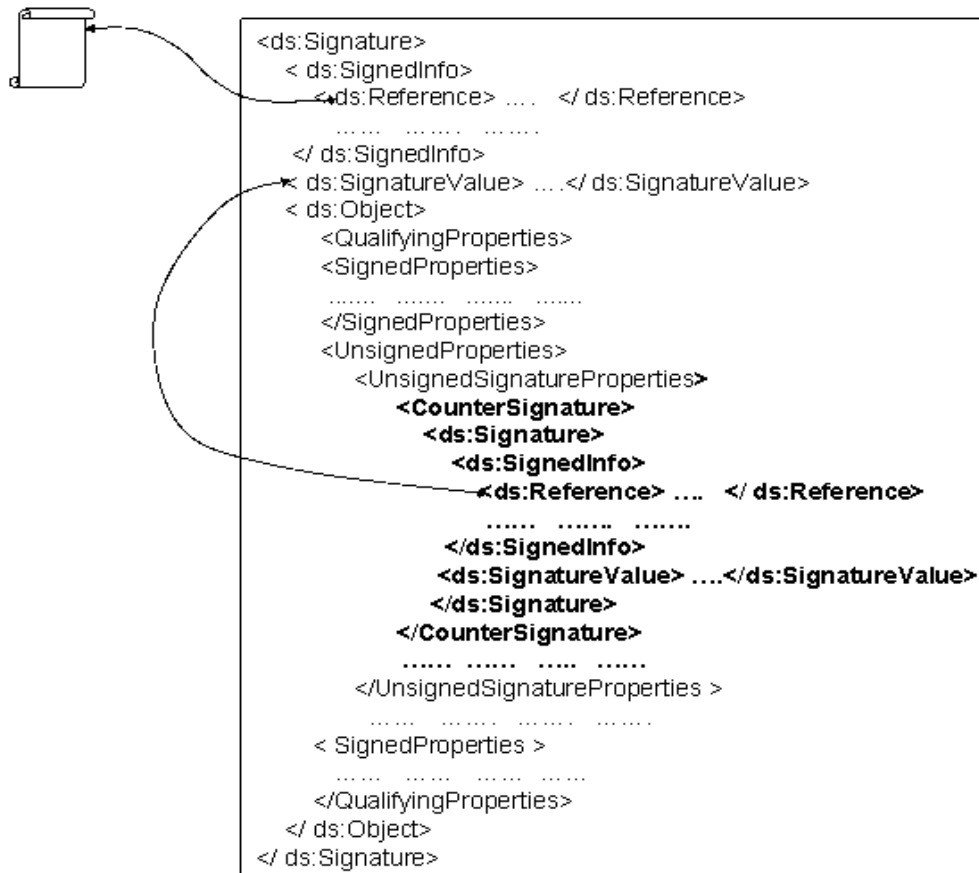 <ds:Signature>
< ds:SignedInfo>
< ds:Reference> .... </ ds:Reference>
...... ....... .......
</ ds:SignedInfo>
< ds:SignatureValue> ....</ ds:SignatureValue>
< ds:Object>
<QualifyingProperties>
<SignedProperties>
....... ....... ....... .......
</SignedProperties>
<UnsignedProperties>
<UnsignedSignatureProperties>
<CounterSignature>
<ds:Signature>
<ds:SignedInfo>
<ds:Reference> .... </ ds:Reference>
...... ....... .......
</ds:SignedInfo>
<ds:SignatureValue> ....</ds:SignatureValue>
</ds:Signature>
</CounterSignature>
...... ...... ..... ......
</UnsignedSignatureProperties >
...... ....... ....... .......
< SignedProperties >
...... ...... ...... ......
</QualifyingProperties>
</ ds:Object>
</ ds:Signature>